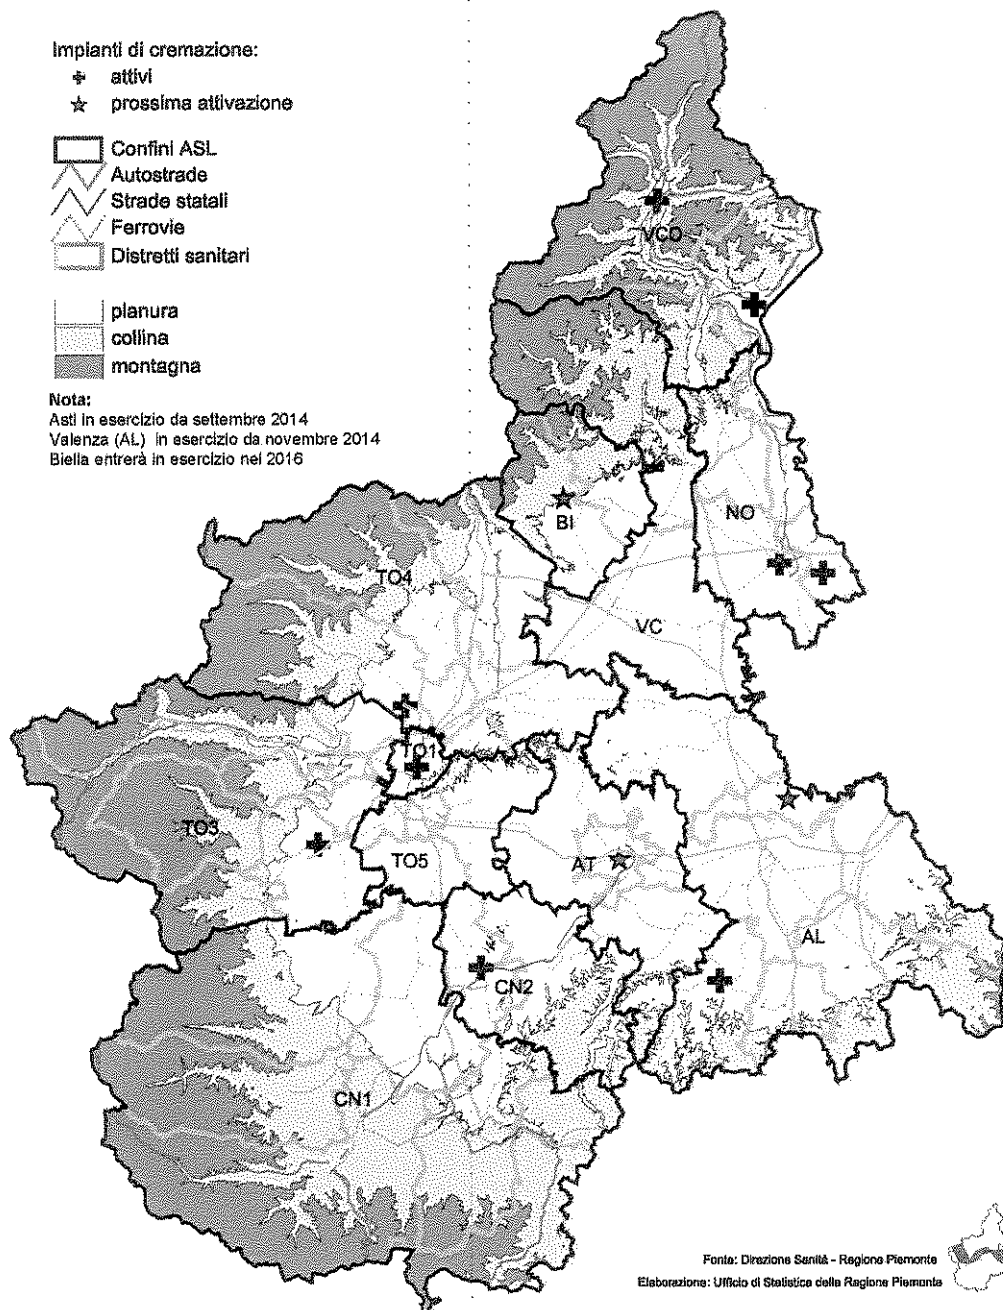 Impianti di cremazione:
attivi
prossima attivazione
Confini ASL
Autostrade
Strade statali
Ferrovie
Distretti sanitari
pianura
collina
montagna
Nota:
Asti in esercizio da settembre 2014
Valenza (AL) in esercizio da novembre 2014
Biella entrerà in esercizio nel 2016
VCO
BI
NO
TO4
VC
TO1
TO3
TO5
AT
AL
CN2
CN1
Fonte: Direzione Sanità - Regione Piemonte
Elaborazione: Ufficio di Statistica della Regione Piemonte